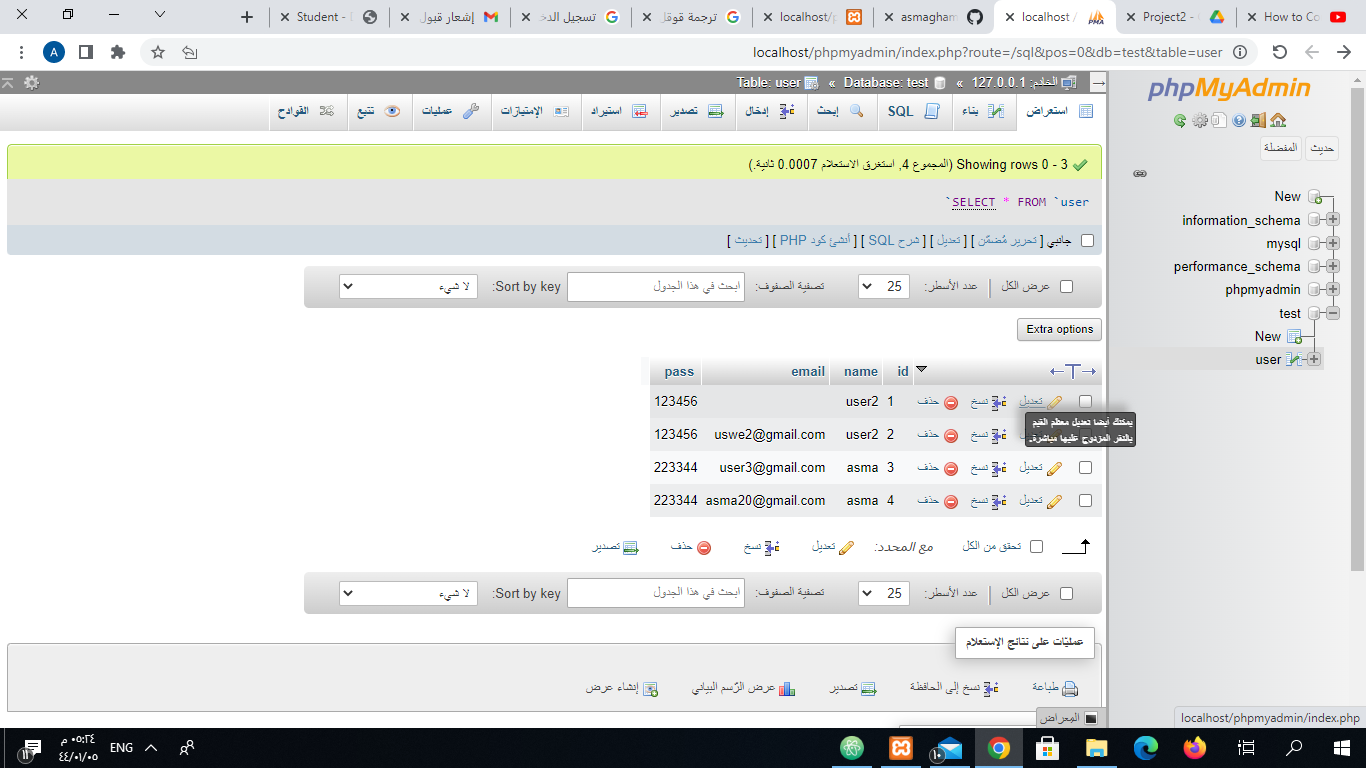 Student - 
إشعار قبول
تسجيل الدخ
ترجمة قوقل
localhost/p
asmagham
localhost /
Project2 -
How to Co
A
localhost/phpmyadmin/index.php?route=/sql&pos=0&db=test&table=user
phpMyAdmin
حديث
المفضلة
New
information_schema
mysql
performance_schema
phpmyadmin
test
New
user
الخادم: 127.0.0.1 » Database: test » Table: user
استعراض
بناء
SQL
إبحث
إدخال
تصدير
استيراد
الإمتيازات
عمليات
تتبع
القوادح
Showing rows 0 - 3 (المجموع 4, استغرق الاستعلام 0.0007 ثانية.)
SELECT * FROM `user`
جانبي [ تحرير مُضمّن ] [ تعديل ] [ شرح SQL ] [ أنشئ كود PHP ] [ تحديث ]
عرض الكل | عدد الأسطر: 25 تصفية الصفوف: ابحث في هذا الجدول Sort by key: لا شيء
Extra options
id name email pass
تعديل نسخ حذف 1 user2 123456
يمكنك أيضا تعديل معظم القيم
بالنقر المزدوج عليها مباشرة.
نسخ حذف 2 user2 uswe2@gmail.com 123456
تعديل نسخ حذف 3 asma user3@gmail.com 223344
تعديل نسخ حذف 4 asma asma20@gmail.com 223344
تحقق من الكل مع المحدد: تعديل نسخ حذف تصدير
عرض الكل | عدد الأسطر: 25 تصفية الصفوف: ابحث في هذا الجدول Sort by key: لا شيء
عمليّات على نتائج الإستعلام
طباعة نسخ إلى الحافظة تصدير عرض الرّسم البياني إنشاء عرض
المِعراض
localhost/phpmyadmin/index.php
٠٥:٢٤ م
٤٤/٠١/٠٥
ENG
١١
١٠